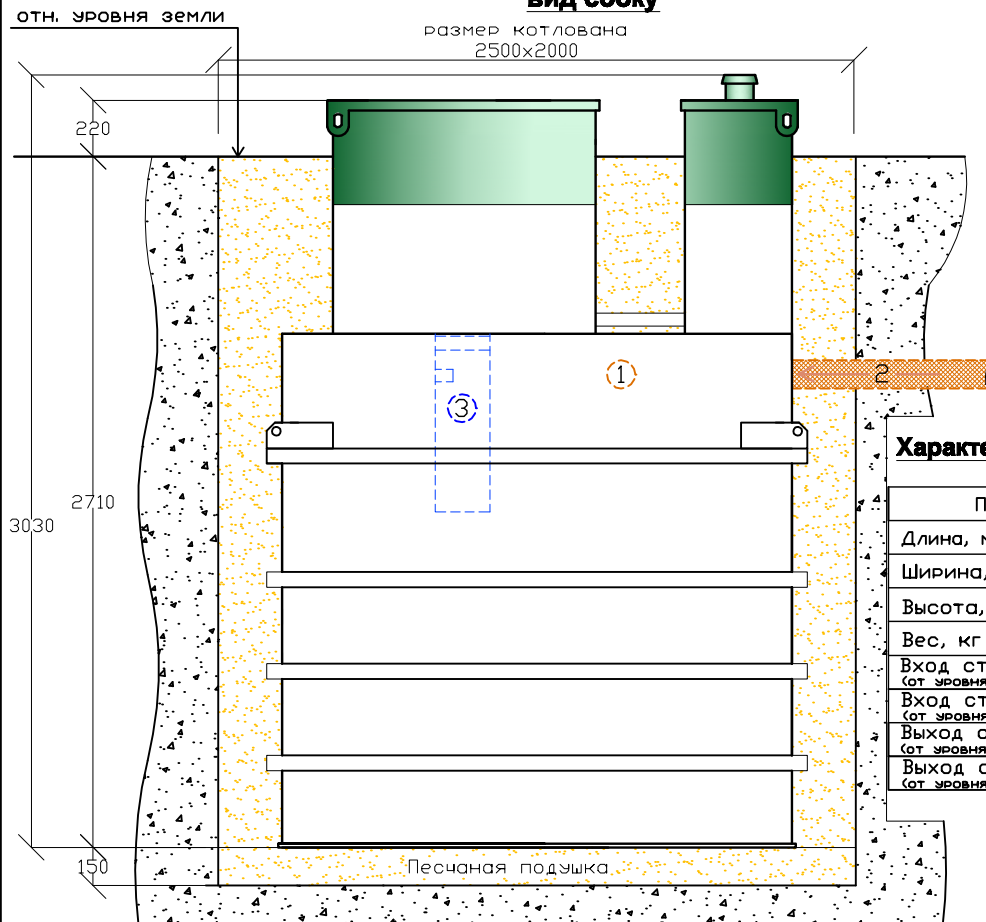 вид сбоку
отн. уровня земли
размер котлована
2500x2000
220
1
2
3
2710
3030
150
Песчаная подушка
Характе
П
Длина, м
Ширина,
Высота,
Вес, кг
Вход ст
(от уровня
Вход ст
(от уровня
Выход с
(от уровня
Выход с
(от уровня